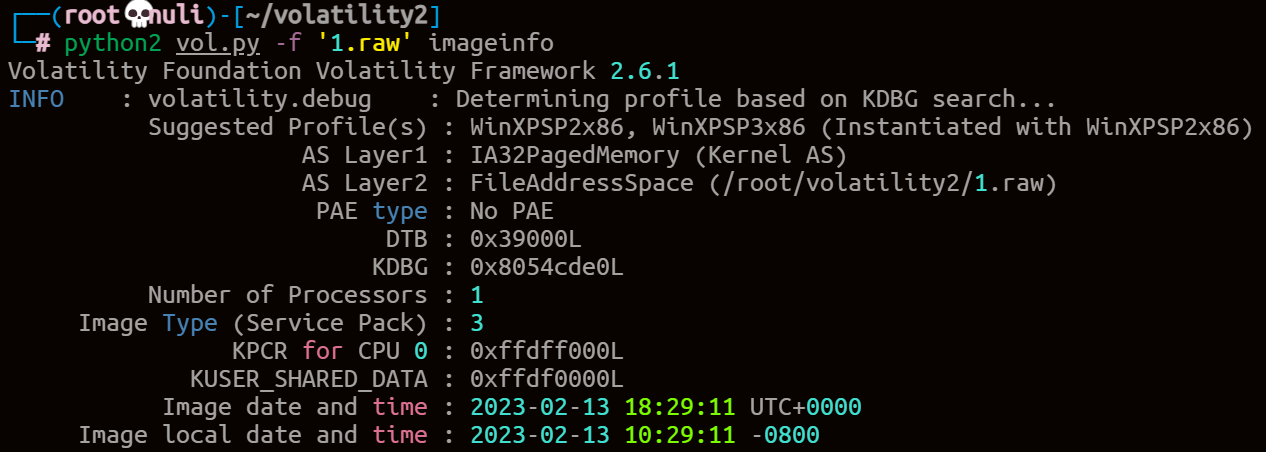 ┌──(root💀nuli)-[~/volatility2]
└─# python2 vol.py -f '1.raw' imageinfo
Volatility Foundation Volatility Framework 2.6.1
INFO    : volatility.debug    : Determining profile based on KDBG search...
          Suggested Profile(s) : WinXPSP2x86, WinXPSP3x86 (Instantiated with WinXPSP2x86)
                     AS Layer1 : IA32PagedMemory (Kernel AS)
                     AS Layer2 : FileAddressSpace (/root/volatility2/1.raw)
                      PAE type : No PAE
                           DTB : 0x39000L
                          KDBG : 0x8054cde0L
          Number of Processors : 1
     Image Type (Service Pack) : 3
                KPCR for CPU 0 : 0xffdff000L
             KUSER_SHARED_DATA : 0xffdf0000L
           Image date and time : 2023-02-13 18:29:11 UTC+0000
     Image local date and time : 2023-02-13 10:29:11 -0800